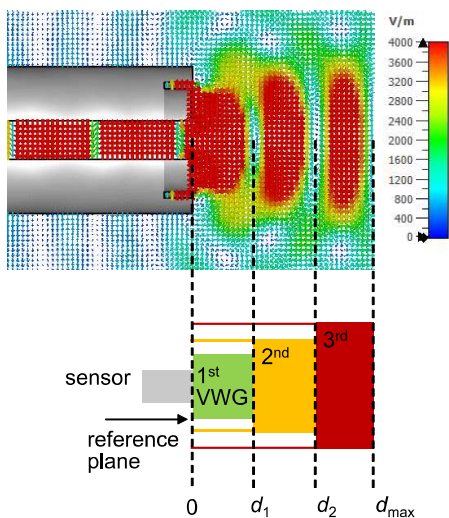 V/m
4000
3600
3200
2800
2400
2000
1600
1200
800
400
0
sensor
1st
VWG
2nd
3rd
reference
plane
0
d1
d2
dmax